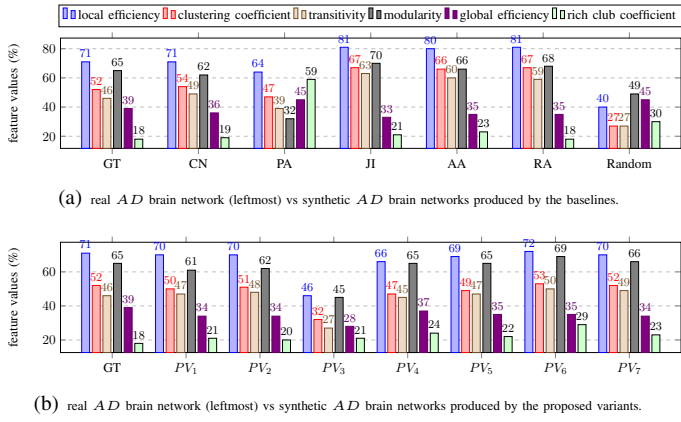 local efficiency clustering coefficient transitivity modularity global efficiency rich club coefficient
feature values (%)
80
60
40
20
71 52 46 65 39 18
71 54 49 62 36 19
64 47 39 32 45 59
81 67 63 70 33 21
80 66 60 66 35 23
81 67 59 68 35 18
40 27 27 49 45 30
GT CN PA JI AA RA Random
(a) real AD brain network (leftmost) vs synthetic AD brain networks produced by the baselines.
feature values (%)
60
40
20
71 52 46 65 39 18
70 50 47 61 34 21
70 51 48 62 34 20
46 32 27 45 28 21
66 47 45 65 37 24
69 49 47 65 35 22
72 53 50 69 35 29
70 52 49 66 34 23
GT PV1 PV2 PV3 PV4 PV5 PV6 PV7
(b) real AD brain network (leftmost) vs synthetic AD brain networks produced by the proposed variants.